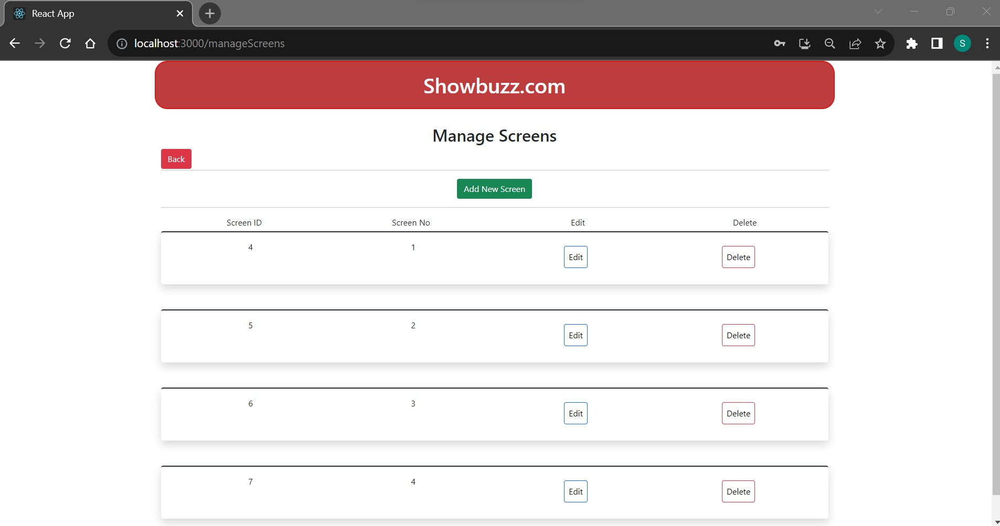 React App
localhost:3000/manageScreens
S
Showbuzz.com
Manage Screens
Back
Add New Screen
Screen ID Screen No Edit Delete
4 1 Edit Delete
5 2 Edit Delete
6 3 Edit Delete
7 4 Edit Delete